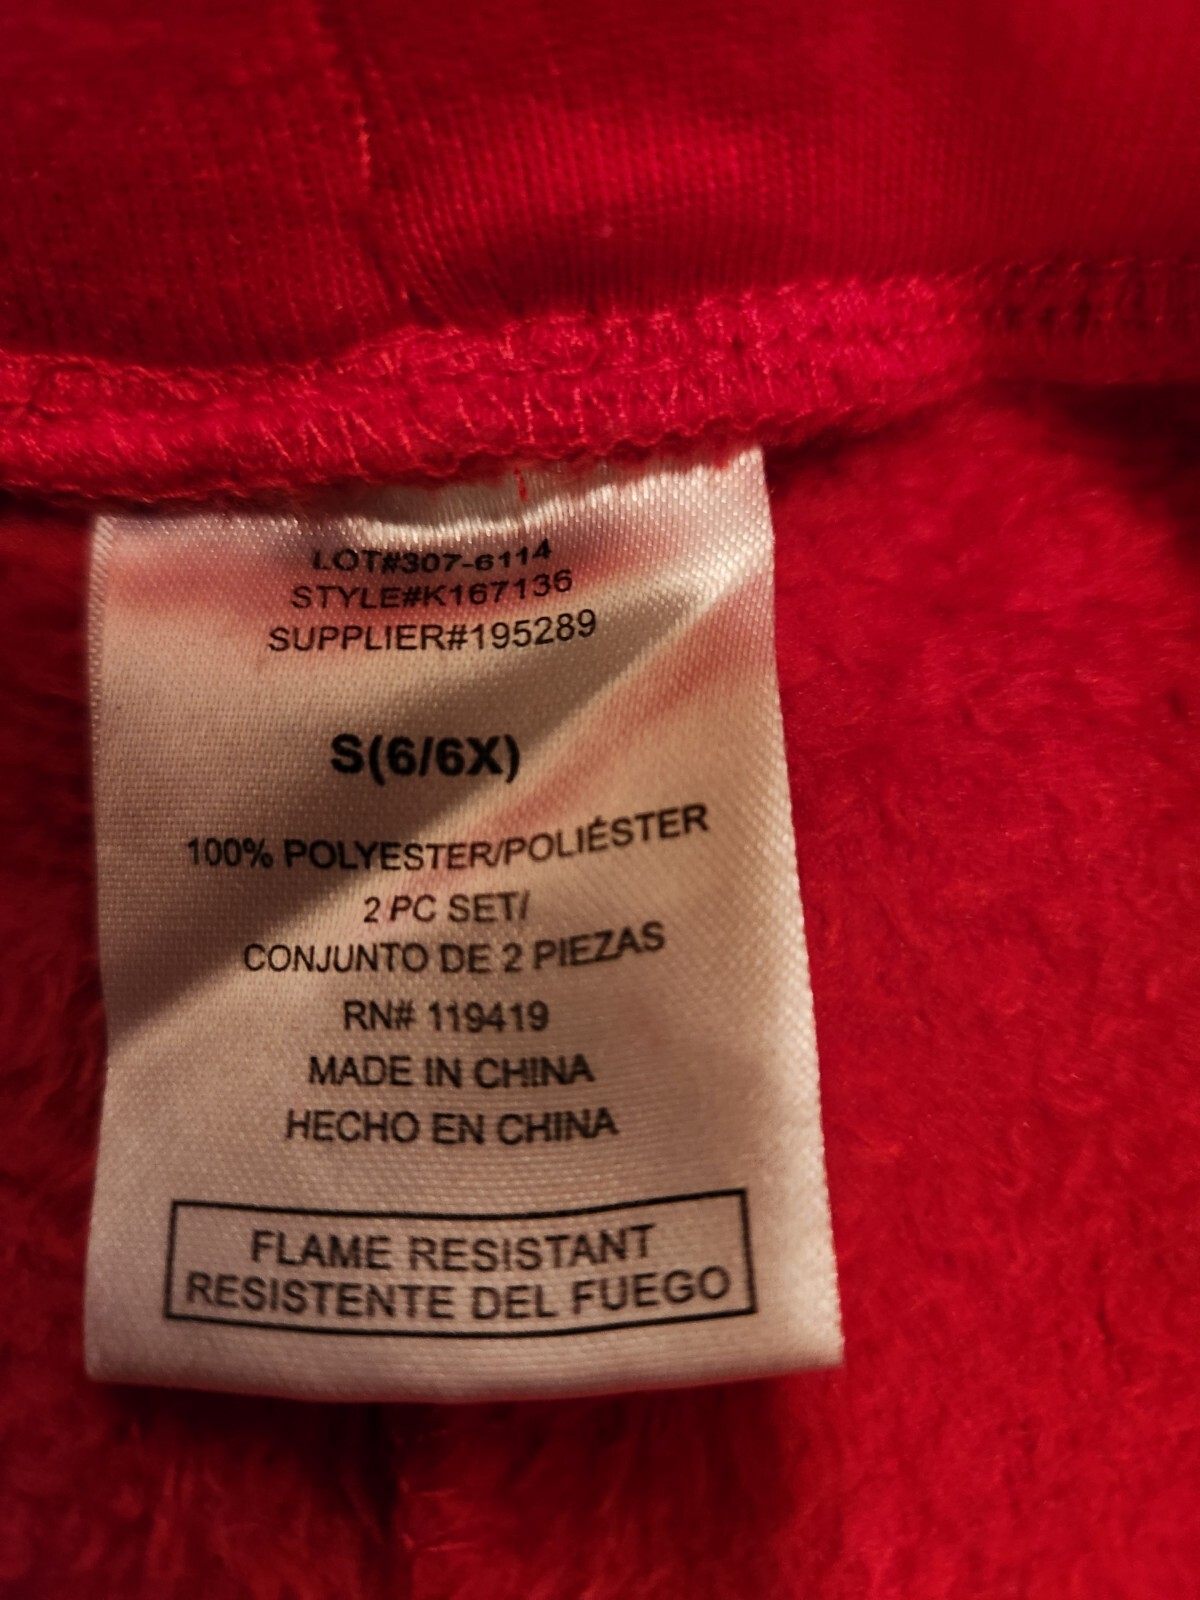 LOT#307-6114
STYLE#K167136
SUPPLIER#195289
S(6/6X)
100% POLYESTER/POLIÉSTER
2 PC SET/
CONJUNTO DE 2 PIEZAS
RN# 119419
MADE IN CHINA
HECHO EN CHINA
FLAME RESISTANT
RESISTENTE DEL FUEGO